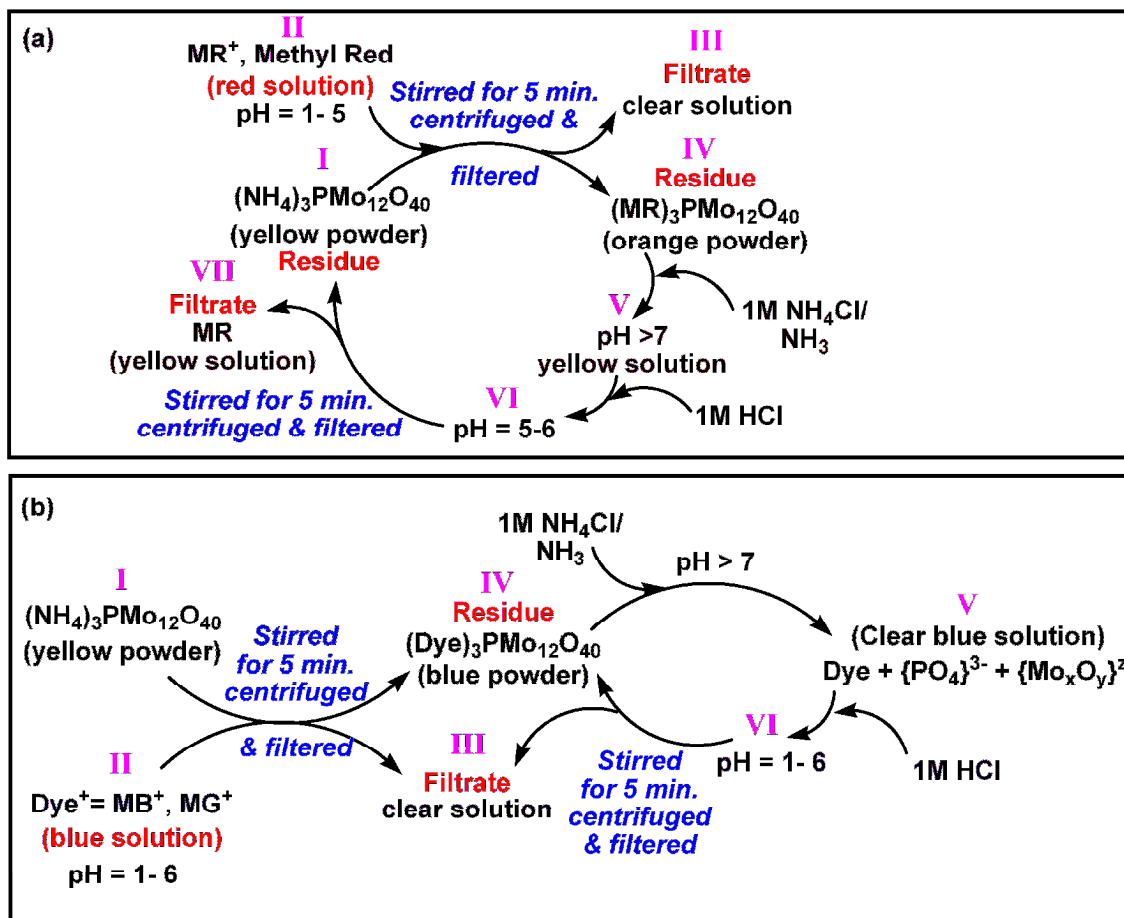 (a)
II
MR⁺, Methyl Red
(red solution)
pH = 1- 5
Stirred for 5 min.
centrifuged &
filtered
III
Filtrate
clear solution
I
(NH₄)₃PMo₁₂O₄₀
(yellow powder)
Residue
IV
Residue
(MR)₃PMo₁₂O₄₀
(orange powder)
1M NH₄Cl/
NH₃
V
pH >7
yellow solution
1M HCl
VI
pH = 5-6
Stirred for 5 min.
centrifuged & filtered
VII
Filtrate
MR
(yellow solution)
(b)
I
(NH₄)₃PMo₁₂O₄₀
(yellow powder)
II
Dye⁺= MB⁺, MG⁺
(blue solution)
pH = 1- 6
Stirred
for 5 min.
centrifuged
& filtered
III
Filtrate
clear solution
IV
Residue
(Dye)₃PMo₁₂O₄₀
(blue powder)
1M NH₄Cl/
NH₃
pH > 7
V
(Clear blue solution)
Dye + {PO₄}³⁻ + {MoₓOᵧ}ᶻ
1M HCl
VI
pH = 1- 6
Stirred
for 5 min.
centrifuged
& filtered